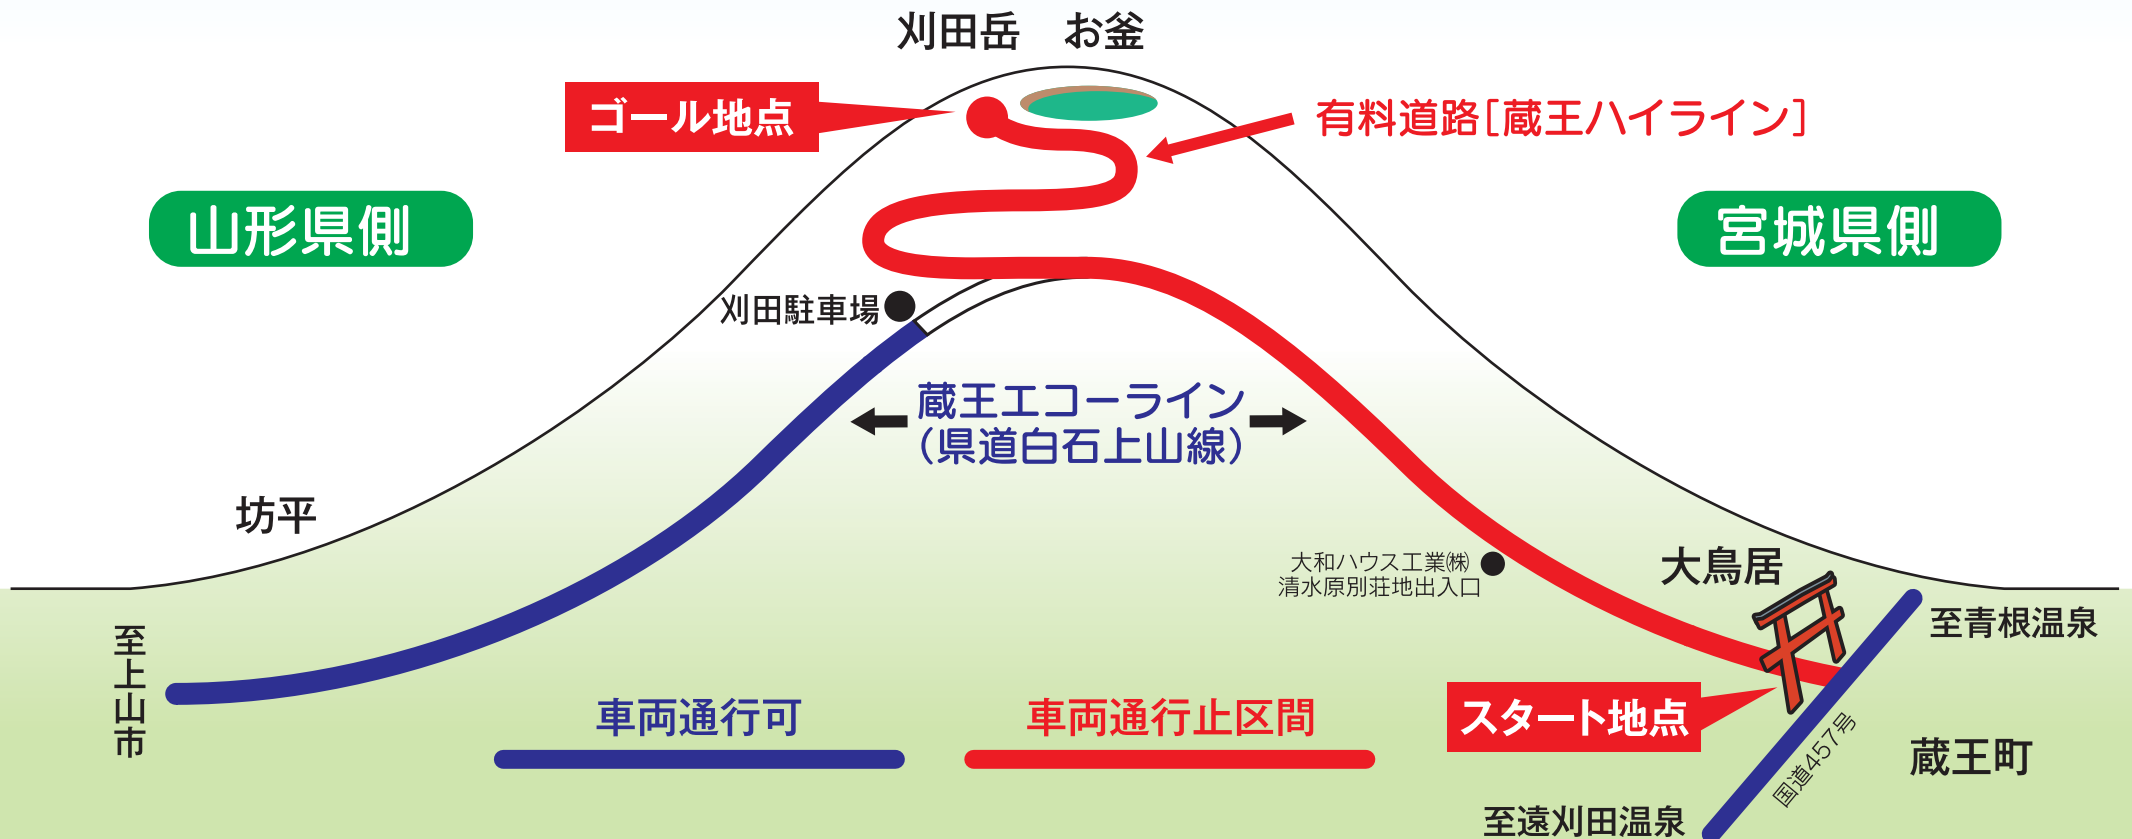 刈田岳　お釜
ゴール地点
有料道路[蔵王ハイライン]
山形県側
宮城県側
刈田駐車場
蔵王エコーライン
（県道白石上山線）
坊平
大和ハウス工業㈱
清水原別荘地出入口
大鳥居
至青根温泉
至上山市
車両通行可
車両通行止区間
スタート地点
国道457号
蔵王町
至遠刈田温泉